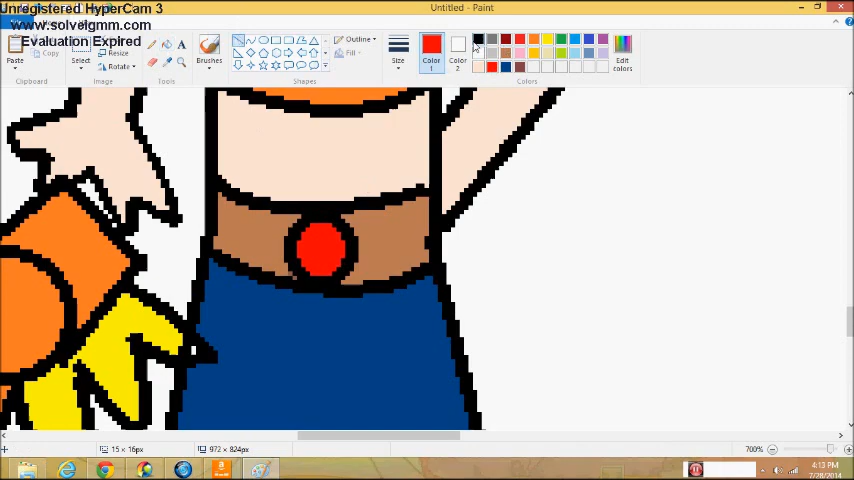 Unregistered HyperCam 3
Untitled - Paint
www.solveigmm.com
Evaluation Expired
Paste
Copy
Select
Resize
Rotate
Brushes
Outline
Fill
Size
Color 1
Color 2
Edit colors
Clipboard
Image
Tools
Shapes
Colors
15 × 16px
972 × 824px
700%
4:13 PM
7/28/2014